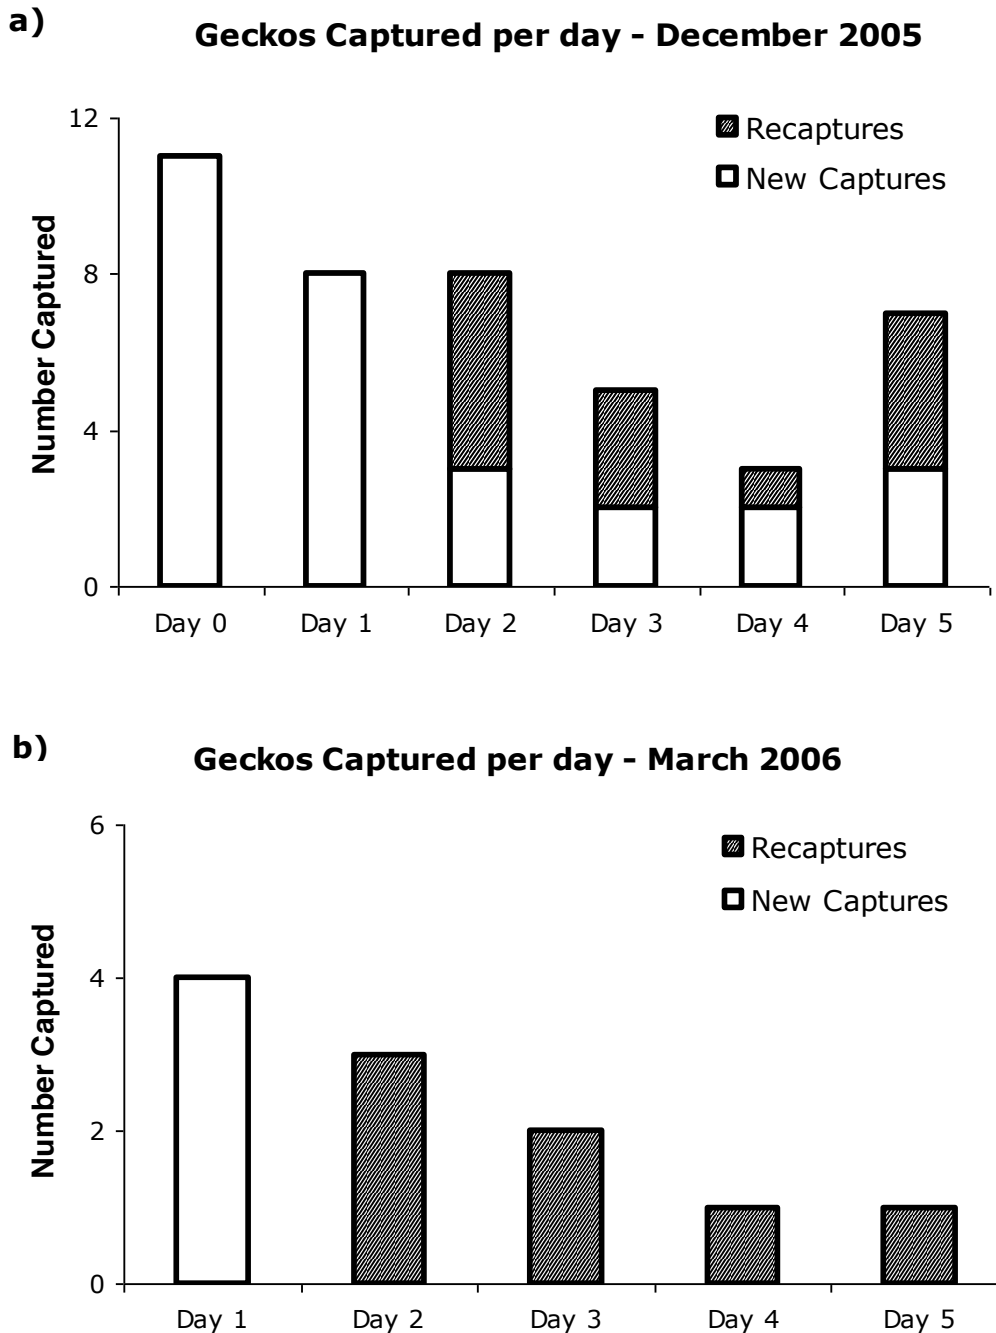 a)
Geckos Captured per day - December 2005
12
8
4
0
Number Captured
Recaptures
New Captures
Day 0 Day 1 Day 2 Day 3 Day 4 Day 5
b)
Geckos Captured per day - March 2006
6
4
2
0
Number Captured
Recaptures
New Captures
Day 1 Day 2 Day 3 Day 4 Day 5